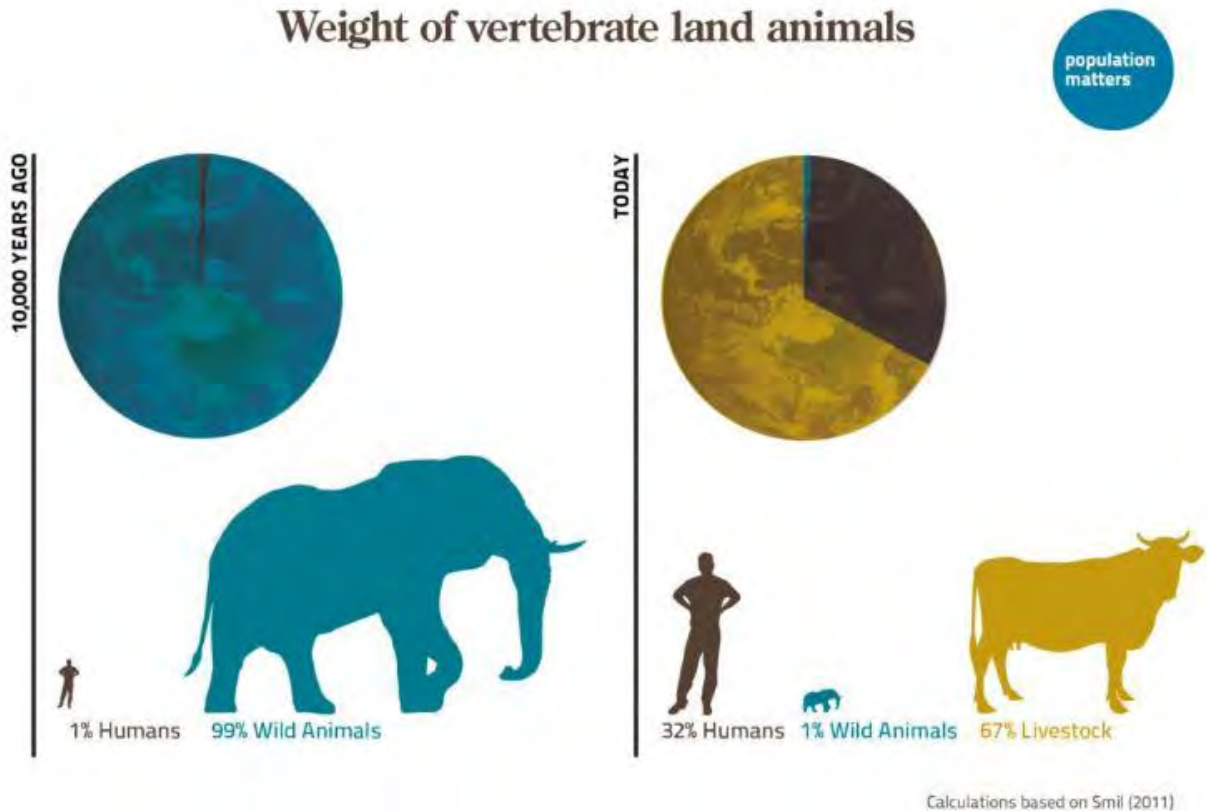 Weight of vertebrate land animals
population
matters
10,000 YEARS AGO
1% Humans
99% Wild Animals
TODAY
32% Humans
1% Wild Animals
67% Livestock
Calculations based on Smil (2011)